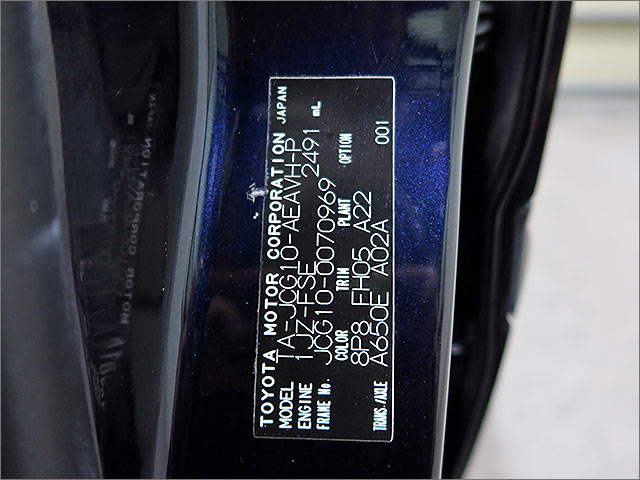 TOYOTA MOTOR CORPORATION JAPAN
MODEL TA-JCG10-AEAVH-P
ENGINE 1JZ-FSE 2491 mL
FRAME No. JCG10-0070969
COLOR TRIM PLANT OPTION
8P8 FH05 A22
TRANS./AXLE A650E A02A 001